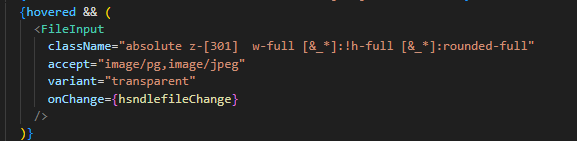 {hovered && (
<FileInput
className="absolute z-[301]  w-full [&_*]:!h-full [&_*]:rounded-full"
accept="image/pg,image/jpeg"
variant="transparent"
onChange={hsndlefileChange}
/>
)}